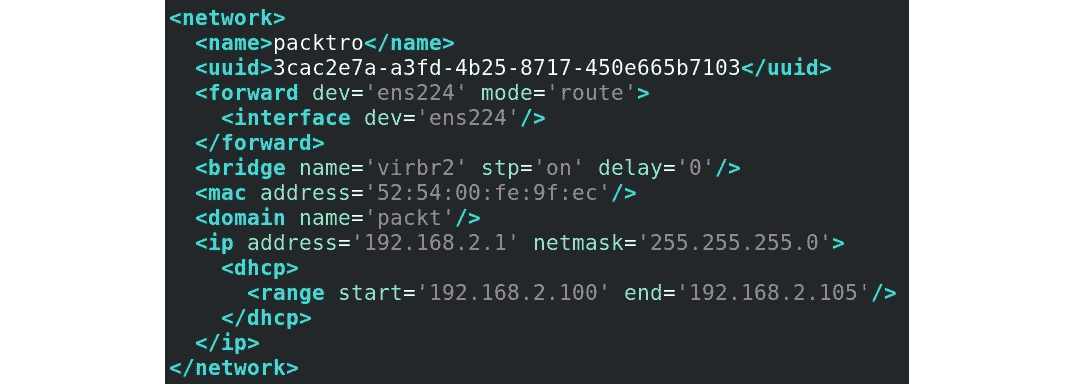 <network>
  <name>packtro</name>
  <uuid>3cac2e7a-a3fd-4b25-8717-450e665b7103</uuid>
  <forward dev='ens224' mode='route'>
    <interface dev='ens224'/>
  </forward>
  <bridge name='virbr2' stp='on' delay='0'/>
  <mac address='52:54:00:fe:9f:ec'/>
  <domain name='packt'/>
  <ip address='192.168.2.1' netmask='255.255.255.0'>
    <dhcp>
      <range start='192.168.2.100' end='192.168.2.105'/>
    </dhcp>
  </ip>
</network>